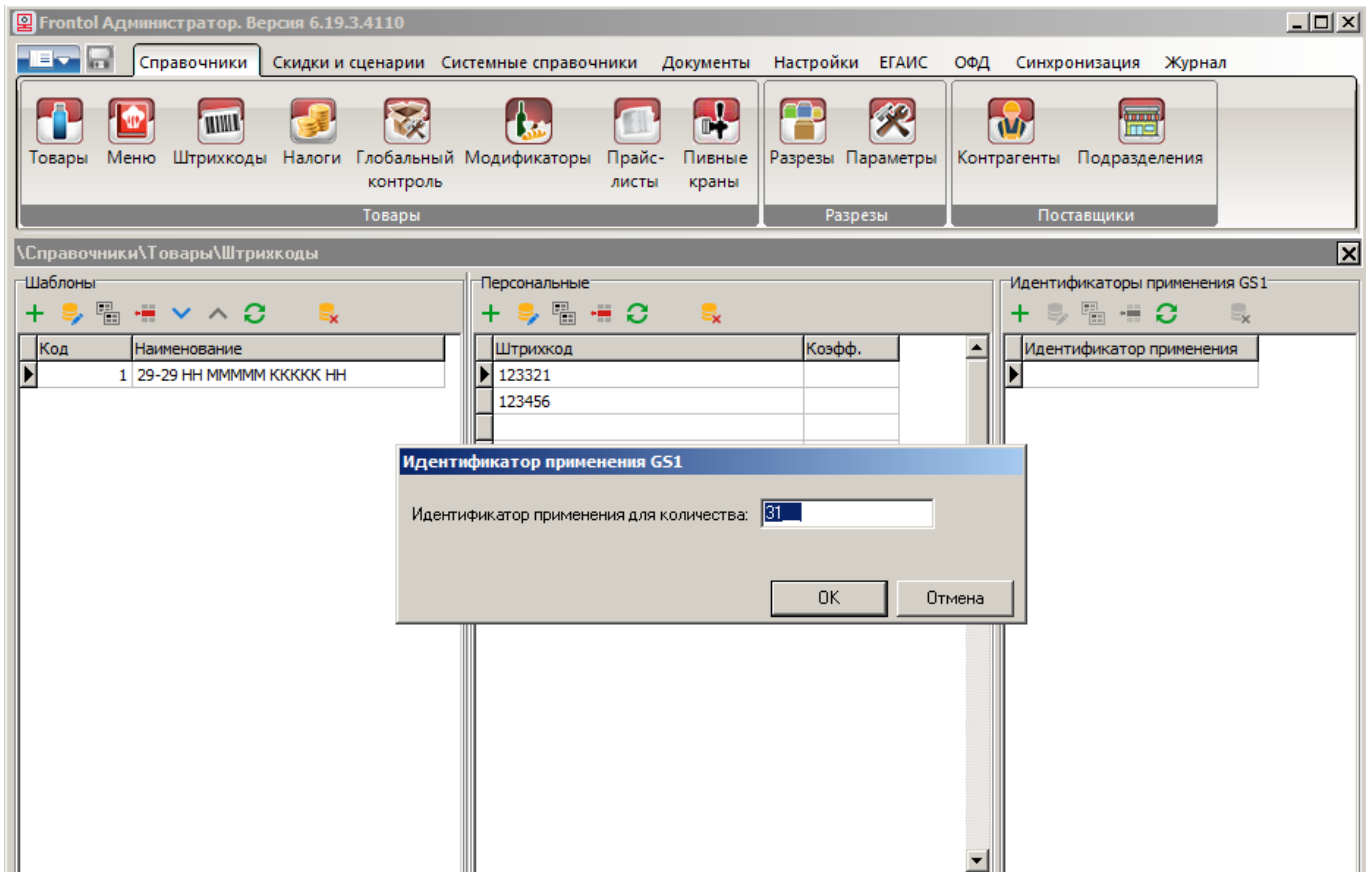 Frontol Администратор. Версия 6.19.3.4110
Справочники Скидки и сценарии Системные справочники Документы Настройки ЕГАИС ОФД Синхронизация Журнал
Товары Меню Штрихкоды Налоги Глобальный контроль Модификаторы Прайс-листы Пивные краны Разрезы Параметры Контрагенты Подразделения
Товары Разрезы Поставщики
\Справочники\Товары\Штрихкоды
Шаблоны Персональные Идентификаторы применения GS1
Код Наименование Штрихкод Коэфф. Идентификатор применения
1 29-29 НН МММММ ККККК НН 123321
123456
Идентификатор применения GS1
Идентификатор применения для количества: 31__
OK Отмена